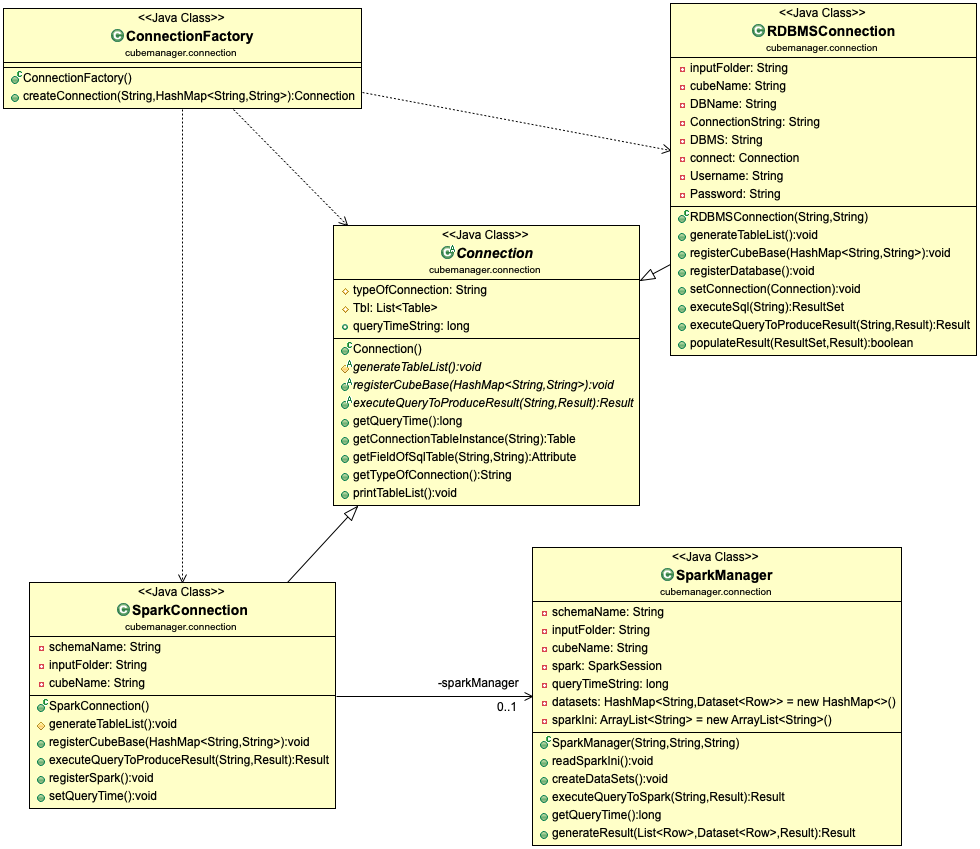 <<Java Class>>
ConnectionFactory
cubemanager.connection
ConnectionFactory()
createConnection(String,HashMap<String,String>):Connection
<<Java Class>>
RDBMSConnection
cubemanager.connection
inputFolder: String
cubeName: String
DBName: String
ConnectionString: String
DBMS: String
connect: Connection
Username: String
Password: String
RDBMSConnection(String,String)
generateTableList():void
registerCubeBase(HashMap<String,String>):void
registerDatabase():void
setConnection(Connection):void
executeSql(String):ResultSet
executeQueryToProduceResult(String,Result):Result
populateResult(ResultSet,Result):boolean
<<Java Class>>
Connection
cubemanager.connection
typeOfConnection: String
Tbl: List<Table>
queryTimeString: long
Connection()
generateTableList():void
registerCubeBase(HashMap<String,String>):void
executeQueryToProduceResult(String,Result):Result
getQueryTime():long
getConnectionTableInstance(String):Table
getFieldOfSqlTable(String,String):Attribute
getTypeOfConnection():String
printTableList():void
<<Java Class>>
SparkConnection
cubemanager.connection
schemaName: String
inputFolder: String
cubeName: String
SparkConnection()
generateTableList():void
registerCubeBase(HashMap<String,String>):void
executeQueryToProduceResult(String,Result):Result
registerSpark():void
setQueryTime():void
-sparkManager
0..1
<<Java Class>>
SparkManager
cubemanager.connection
schemaName: String
inputFolder: String
cubeName: String
spark: SparkSession
queryTimeString: long
datasets: HashMap<String,Dataset<Row>> = new HashMap<>()
sparkIni: ArrayList<String> = new ArrayList<String>()
SparkManager(String,String,String)
readSparkIni():void
createDataSets():void
executeQueryToSpark(String,Result):Result
getQueryTime():long
generateResult(List<Row>,Dataset<Row>,Result):Result